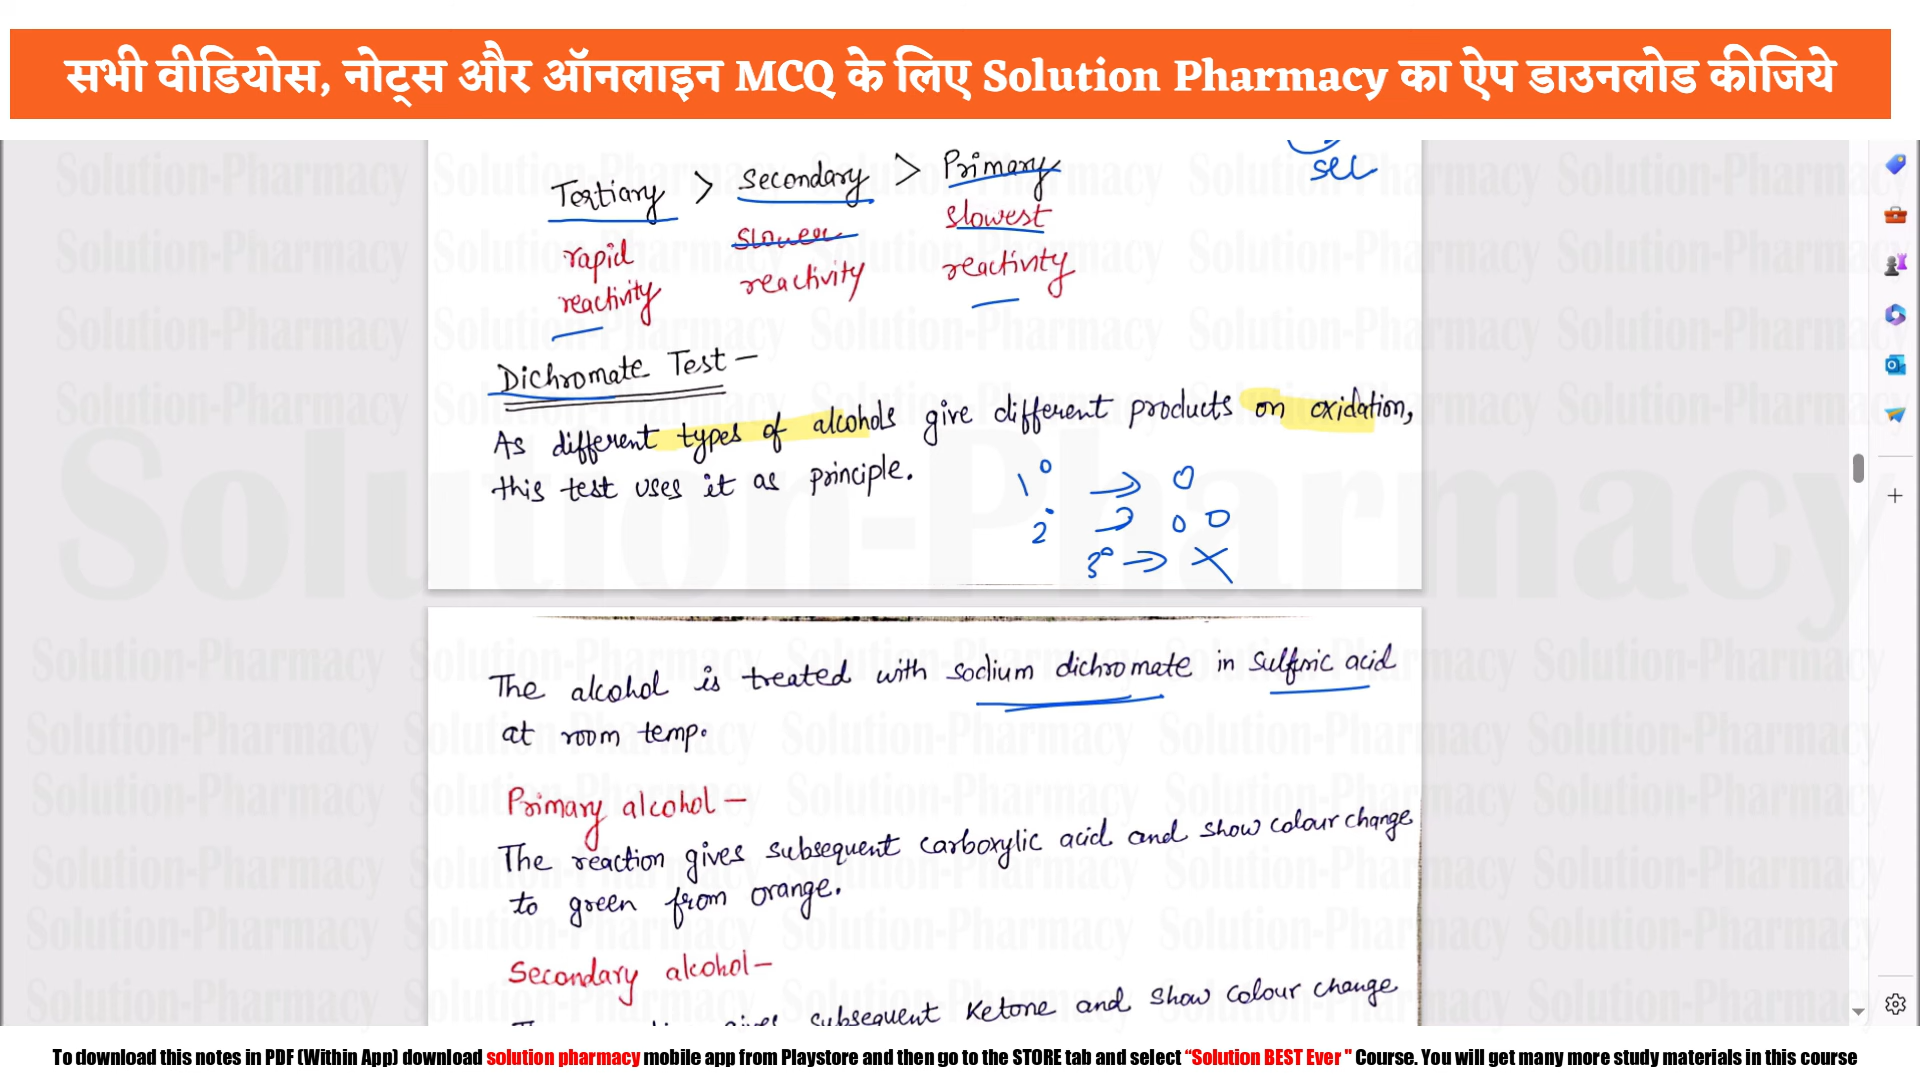 सभी वीडियोस, नोट्स और ऑनलाइन MCQ के लिए Solution Pharmacy का ऐप डाउनलोड कीजिये
sec
Tertiary > Secondary > Primary
rapid reactivity
slower reactivity
slowest reactivity
Dichromate Test –
As different types of alcohols give different products on oxidation,
this test uses it as principle.
1° → 0
2° → 0 0
3° → X
The alcohol is treated with sodium dichromate in sulfuric acid
at room temp.
Primary alcohol –
The reaction gives subsequent carboxylic acid and show colour change
to green from orange.
Secondary alcohol –
gives subsequent Ketone and show colour change
Solution-Pharmacy
To download this notes in PDF (Within App) download solution pharmacy mobile app from Playstore and then go to the STORE tab and select “Solution BEST Ever " Course. You will get many more study materials in this course